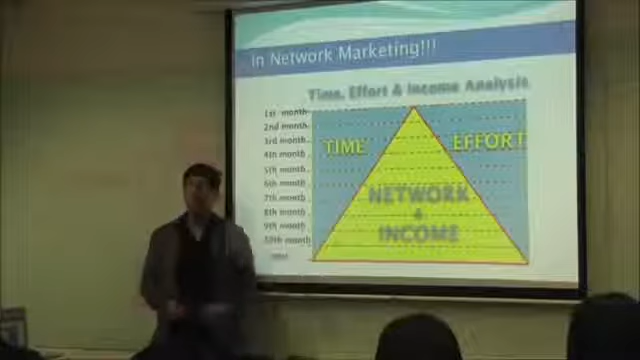 in Network Marketing!!!
Time, Effort & Income Analysis
1st month
2nd month
3rd month
4th month
5th month
6th month
7th month
8th month
9th month
10th month
TIME
EFFORT
NETWORK
&
INCOME